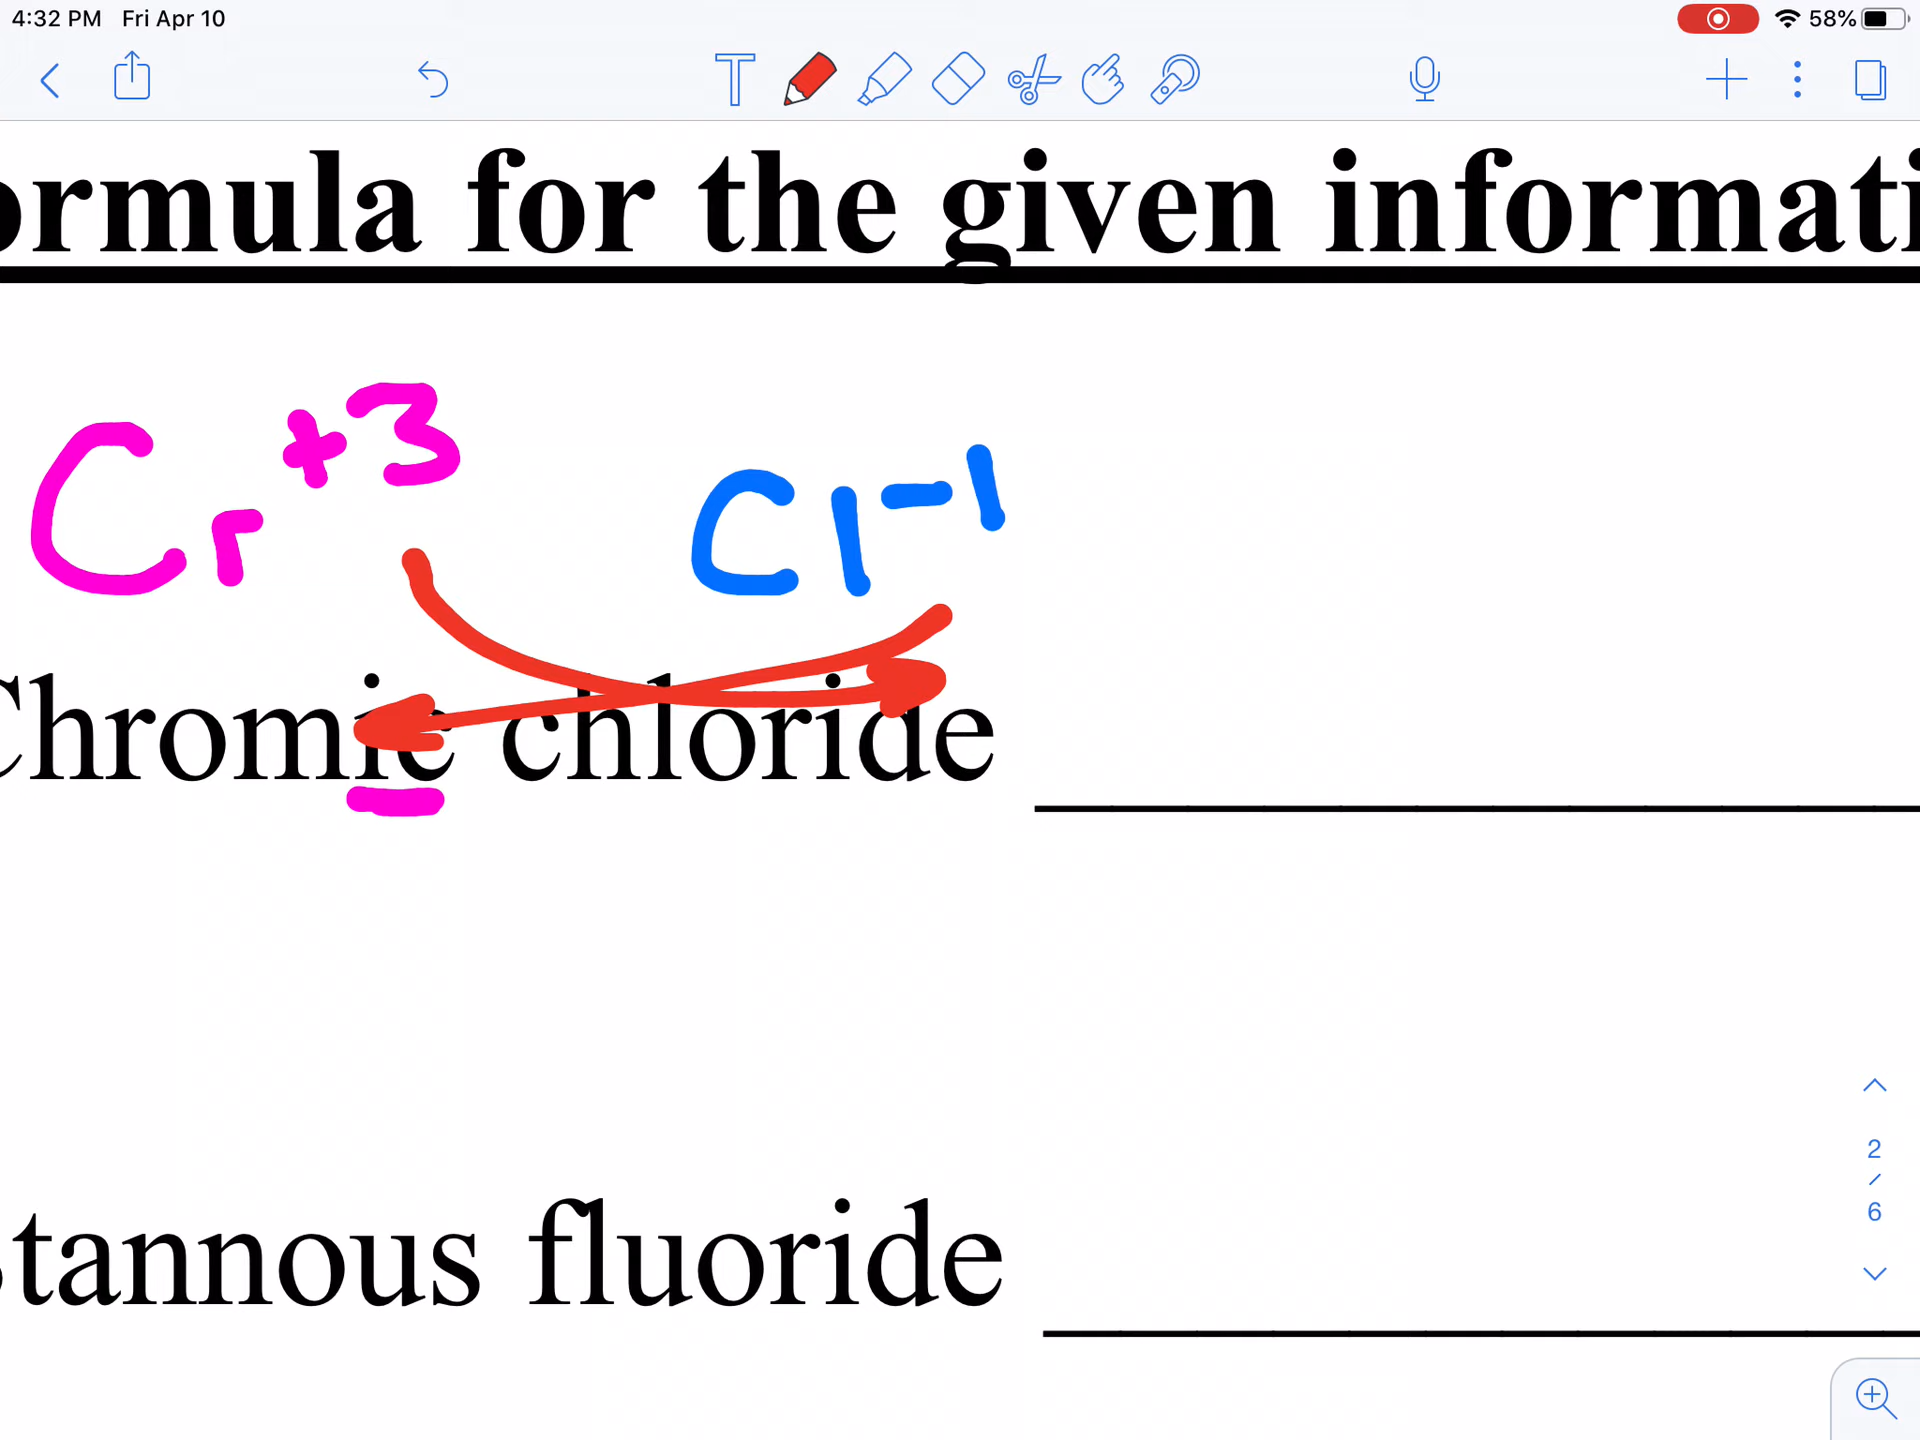 4:32 PM Fri Apr 10 58%
T
ormula for the given informati
Cr+3 Cl-1
Chromic chloride
stannous fluoride
2
/
6